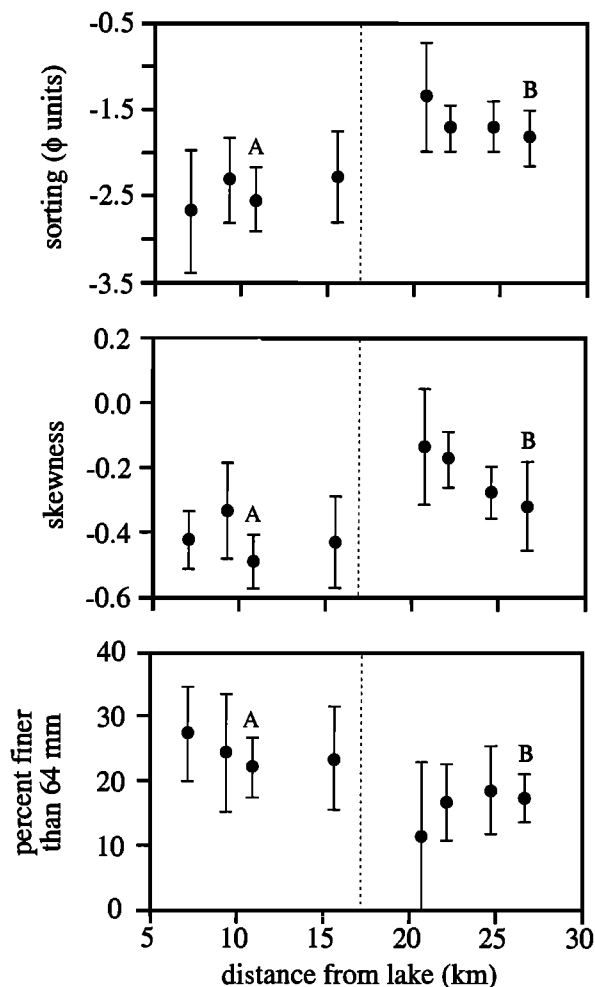 -0.5
-1.5
-2.5
-3.5
sorting (ϕ units)
A
B
0.2
0.0
-0.2
-0.4
-0.6
skewness
A
B
40
30
20
10
0
percent finer
than 64 mm
A
B
5 10 15 20 25 30
distance from lake (km)